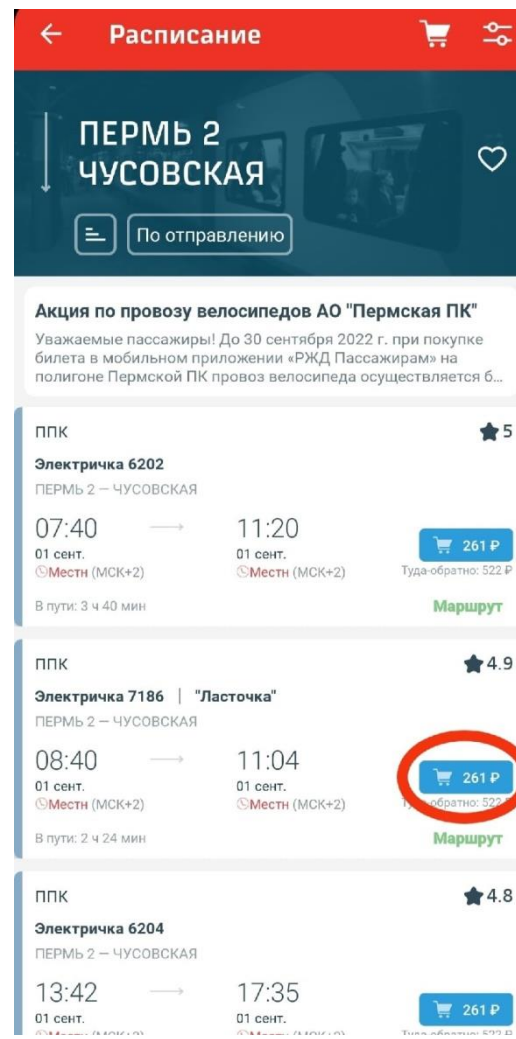 Расписание
ПЕРМЬ 2
ЧУСОВСКАЯ
По отправлению
Акция по провозу велосипедов АО "Пермская ПК"
Уважаемые пассажиры! До 30 сентября 2022 г. при покупке
билета в мобильном приложении «РЖД Пассажирам» на
полигоне Пермской ПК провоз велосипеда осуществляется б...
ППК 5
Электричка 6202
ПЕРМЬ 2 — ЧУСОВСКАЯ
07:40 → 11:20
01 сент. 01 сент. 261 ₽
Местн (МСК+2) Местн (МСК+2) Туда-обратно: 522 ₽
В пути: 3 ч 40 мин Маршрут
ППК 4.9
Электричка 7186 | "Ласточка"
ПЕРМЬ 2 — ЧУСОВСКАЯ
08:40 → 11:04
01 сент. 01 сент. 261 ₽
Местн (МСК+2) Местн (МСК+2) Туда-обратно: 522 ₽
В пути: 2 ч 24 мин Маршрут
ППК 4.8
Электричка 6204
ПЕРМЬ 2 — ЧУСОВСКАЯ
13:42 → 17:35
01 сент. 01 сент. 261 ₽